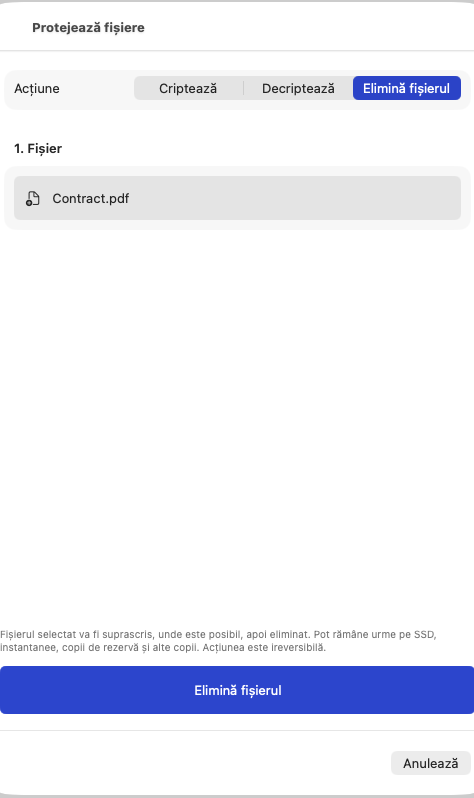 Protejează fișiere
Acțiune
Criptează
Decriptează
Elimină fișierul
1. Fișier
Contract.pdf
Fișierul selectat va fi suprascris, unde este posibil, apoi eliminat. Pot rămâne urme pe SSD,
instantanee, copii de rezervă și alte copii. Acțiunea este ireversibilă.
Elimină fișierul
Anulează